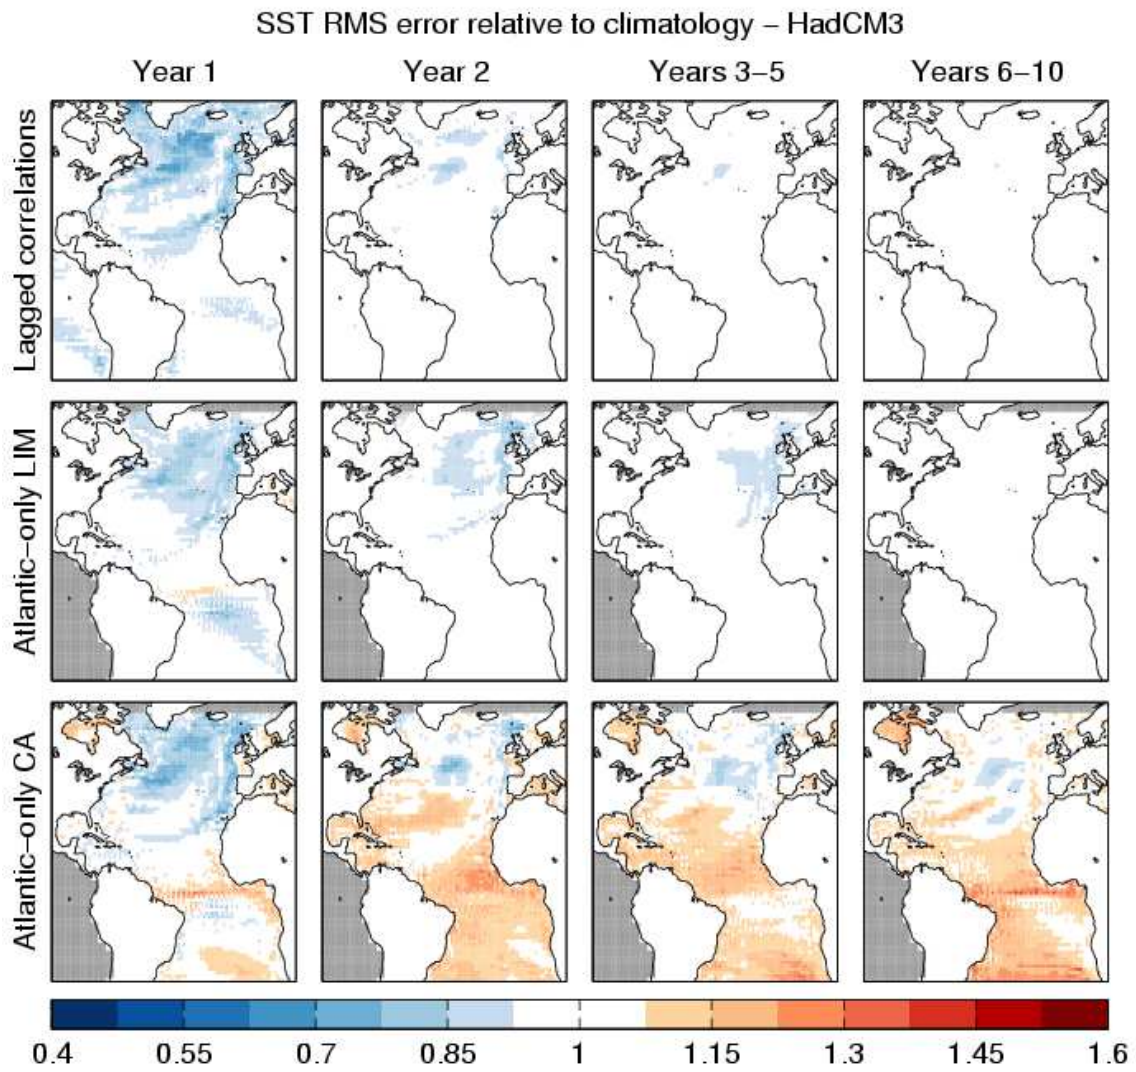 SST RMS error relative to climatology − HadCM3
Year 1 Year 2 Years 3−5 Years 6−10
Lagged correlations
Atlantic−only LIM
Atlantic−only CA
0.4 0.55 0.7 0.85 1 1.15 1.3 1.45 1.6